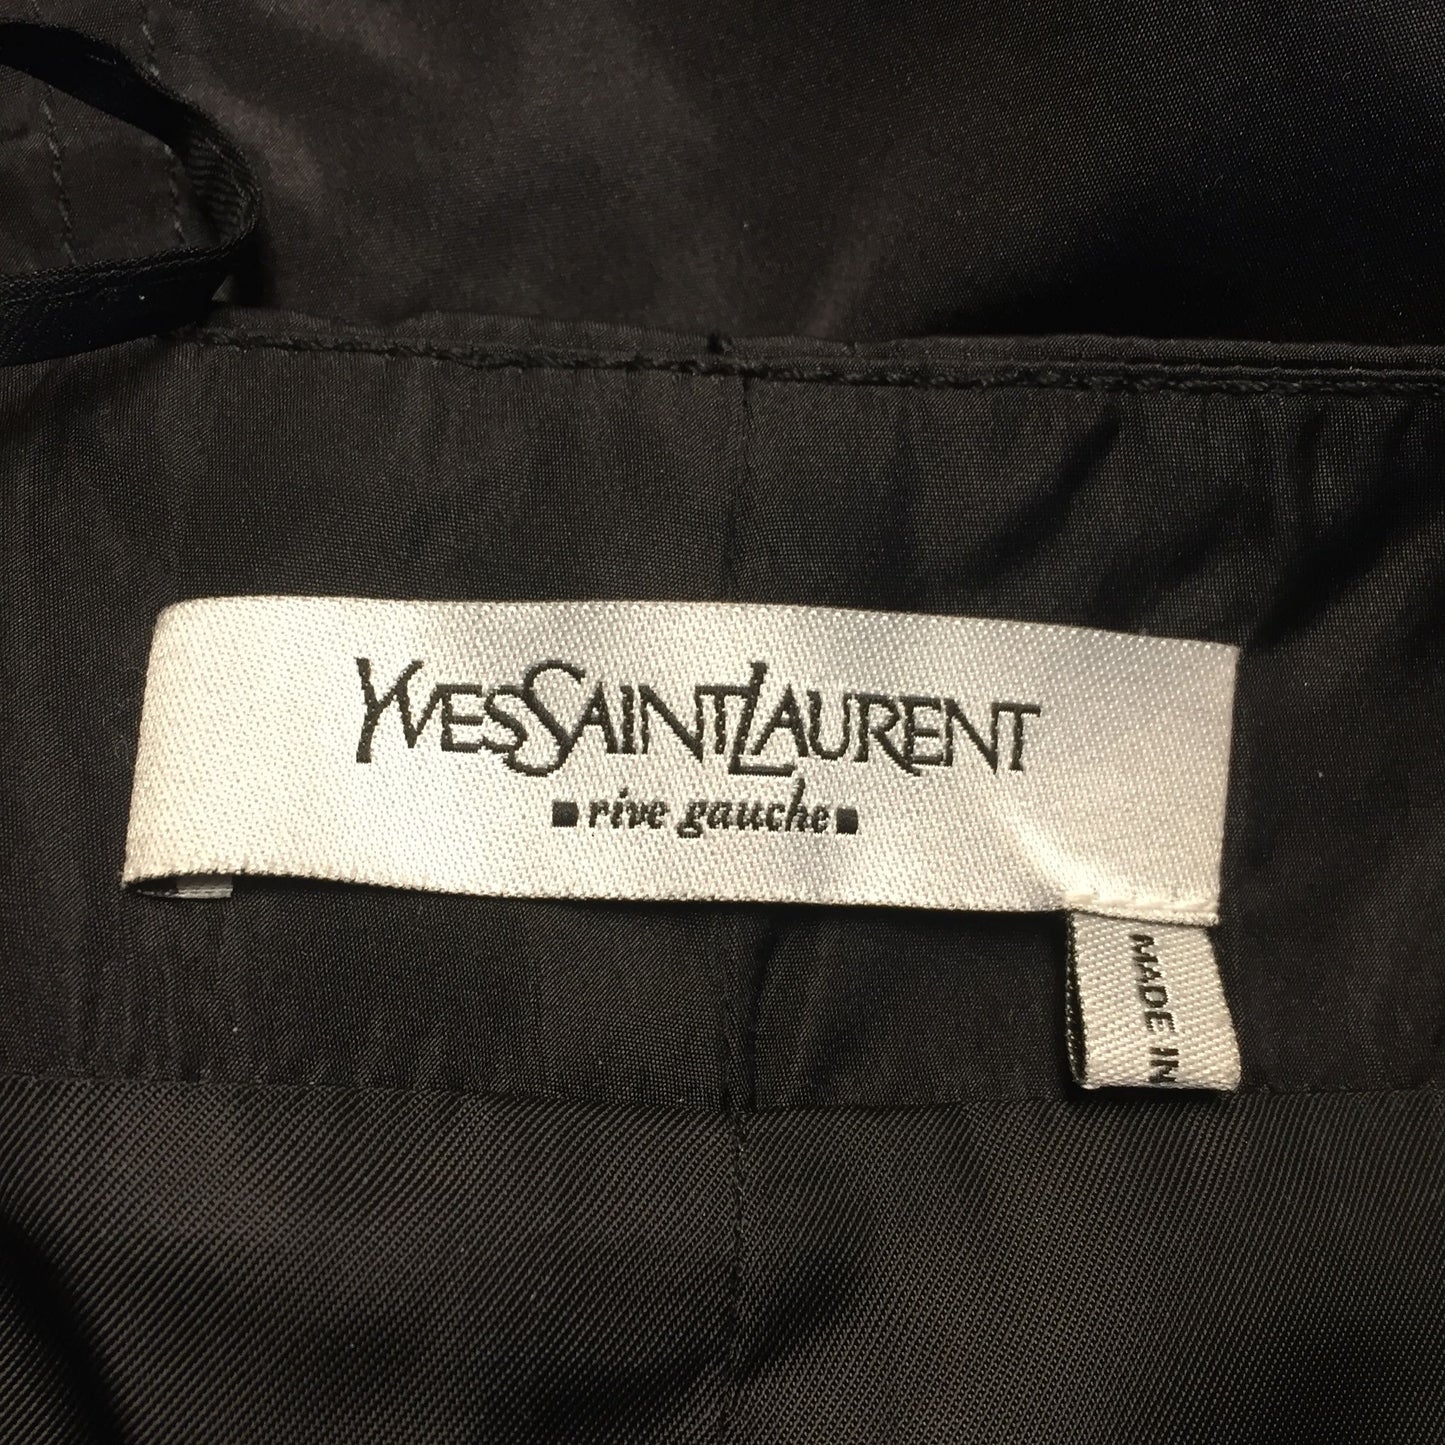 YVESSAINTLAURENT
rive gauche
MADE IN